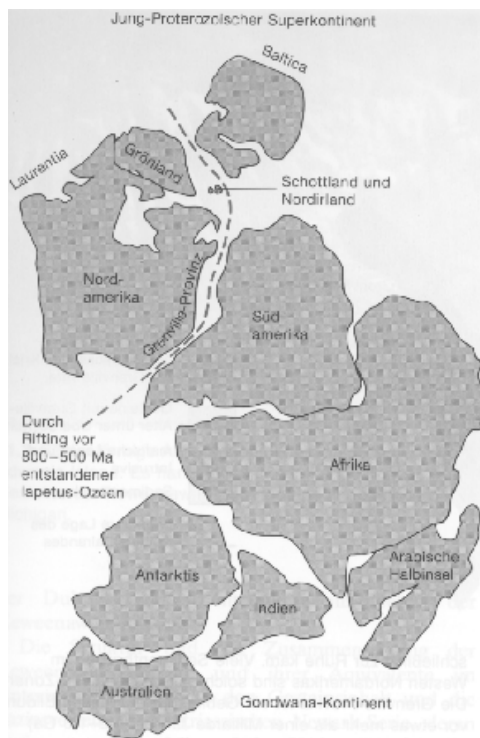 Jung-Proterozoischer Superkontinent
Baltica
Laurentia
Grönland
Schottland und
Nordirland
Nord-
amerika
Grenville-Provinz
Süd
amerika
Durch
Rifting vor
800–500 Ma
entstandener
Iapetus-Ozean
Afrika
Arabische
Halbinsel
Antarktis
ndien
Australien
Gondwana-Kontinent